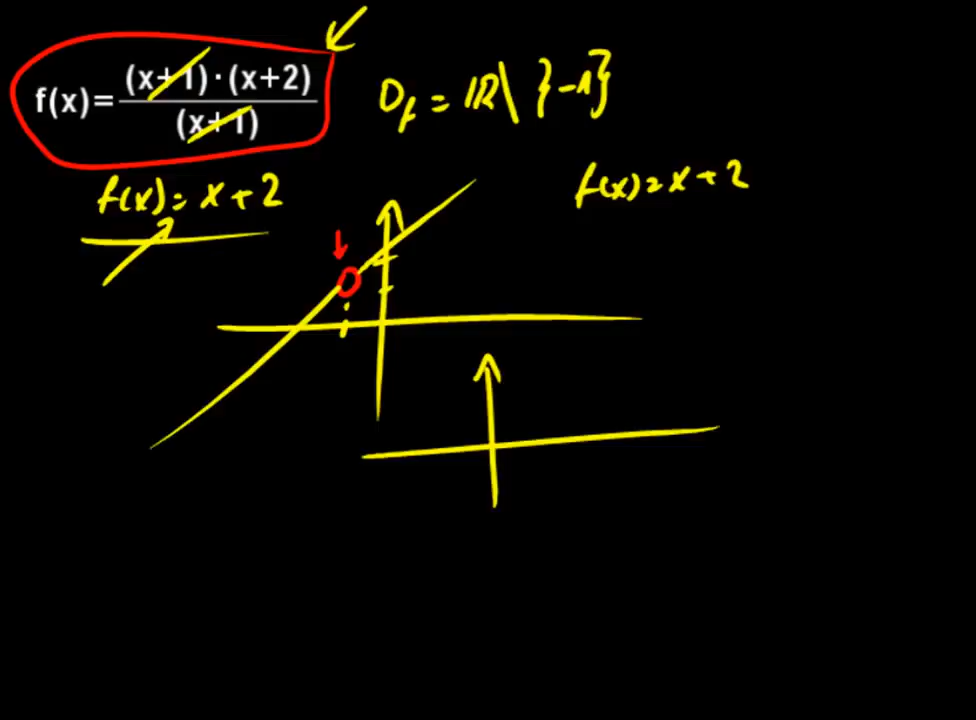 f(x)= (x+1)·(x+2) / (x+1)
D_f = ℝ\ }-1}
f(x) = x+2
f(x) = x+2